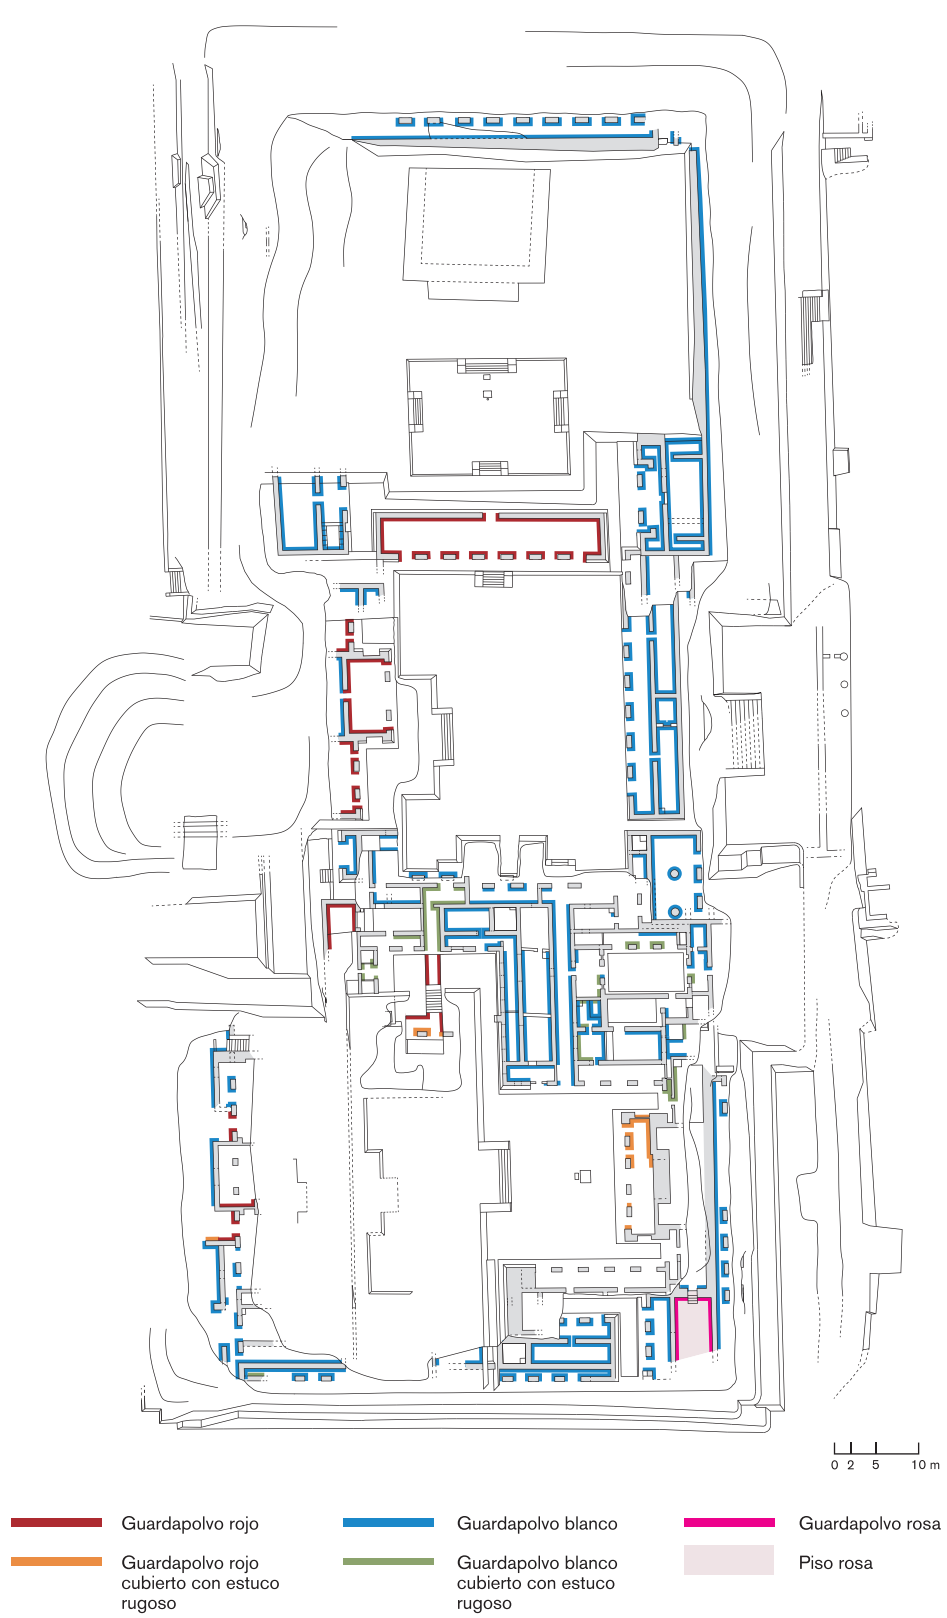 0 2 5 10 m
Guardapolvo rojo
Guardapolvo blanco
Guardapolvo rosa
Guardapolvo rojo
cubierto con estuco
rugoso
Guardapolvo blanco
cubierto con estuco
rugoso
Piso rosa